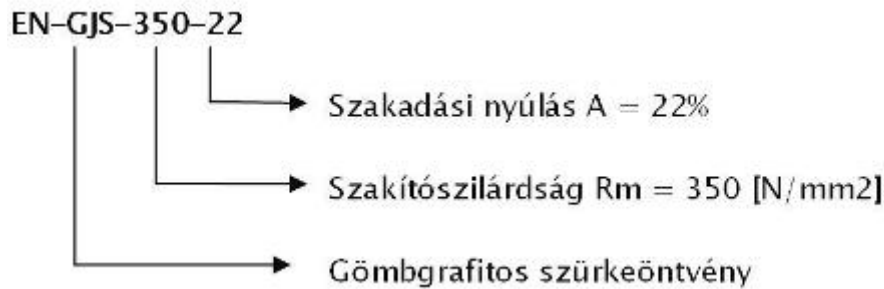 EN–GJS–350–22
Szakadási nyúlás A = 22%
Szakítószilárdság Rm = 350 [N/mm2]
Gömbgrafitos szürkeöntvény